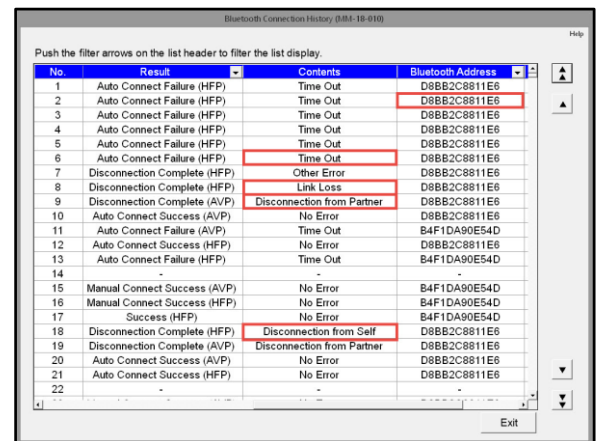 Bluetooth Connection History (MM-18-010)
Help
Push the filter arrows on the list header to filter the list display.
No. Result Contents Bluetooth Address
1 Auto Connect Failure (HFP) Time Out D8BB2C8811E6
2 Auto Connect Failure (HFP) Time Out D8BB2C8811E6
3 Auto Connect Failure (HFP) Time Out D8BB2C8811E6
4 Auto Connect Failure (HFP) Time Out D8BB2C8811E6
5 Auto Connect Failure (HFP) Time Out D8BB2C8811E6
6 Auto Connect Failure (HFP) Time Out D8BB2C8811E6
7 Disconnection Complete (HFP) Other Error D8BB2C8811E6
8 Disconnection Complete (HFP) Link Loss D8BB2C8811E6
9 Disconnection Complete (AVP) Disconnection from Partner D8BB2C8811E6
10 Auto Connect Success (AVP) No Error D8BB2C8811E6
11 Auto Connect Failure (AVP) Time Out B4F1DA90E54D
12 Auto Connect Success (HFP) No Error D8BB2C8811E6
13 Auto Connect Failure (HFP) Time Out B4F1DA90E54D
14 - - -
15 Manual Connect Success (AVP) No Error B4F1DA90E54D
16 Manual Connect Success (HFP) No Error B4F1DA90E54D
17 Success (HFP) No Error B4F1DA90E54D
18 Disconnection Complete (HFP) Disconnection from Self D8BB2C8811E6
19 Disconnection Complete (AVP) Disconnection from Partner D8BB2C8811E6
20 Auto Connect Success (AVP) No Error D8BB2C8811E6
21 Auto Connect Success (HFP) No Error D8BB2C8811E6
22 - - -
Exit